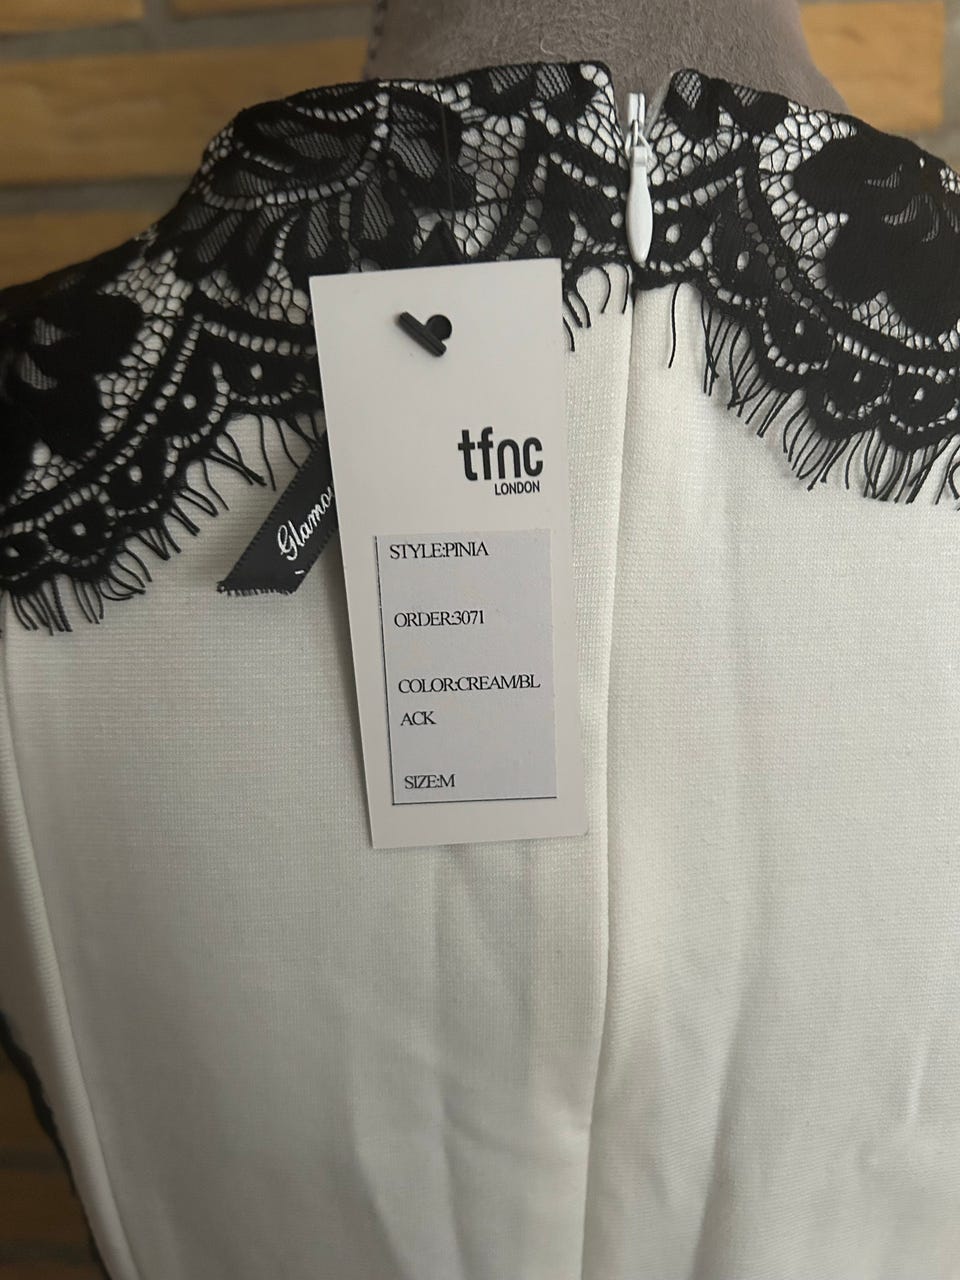 tfnc
LONDON
STYLE:PINIA
ORDER:3071
COLOR:CREAM/BL
ACK
SIZE:M